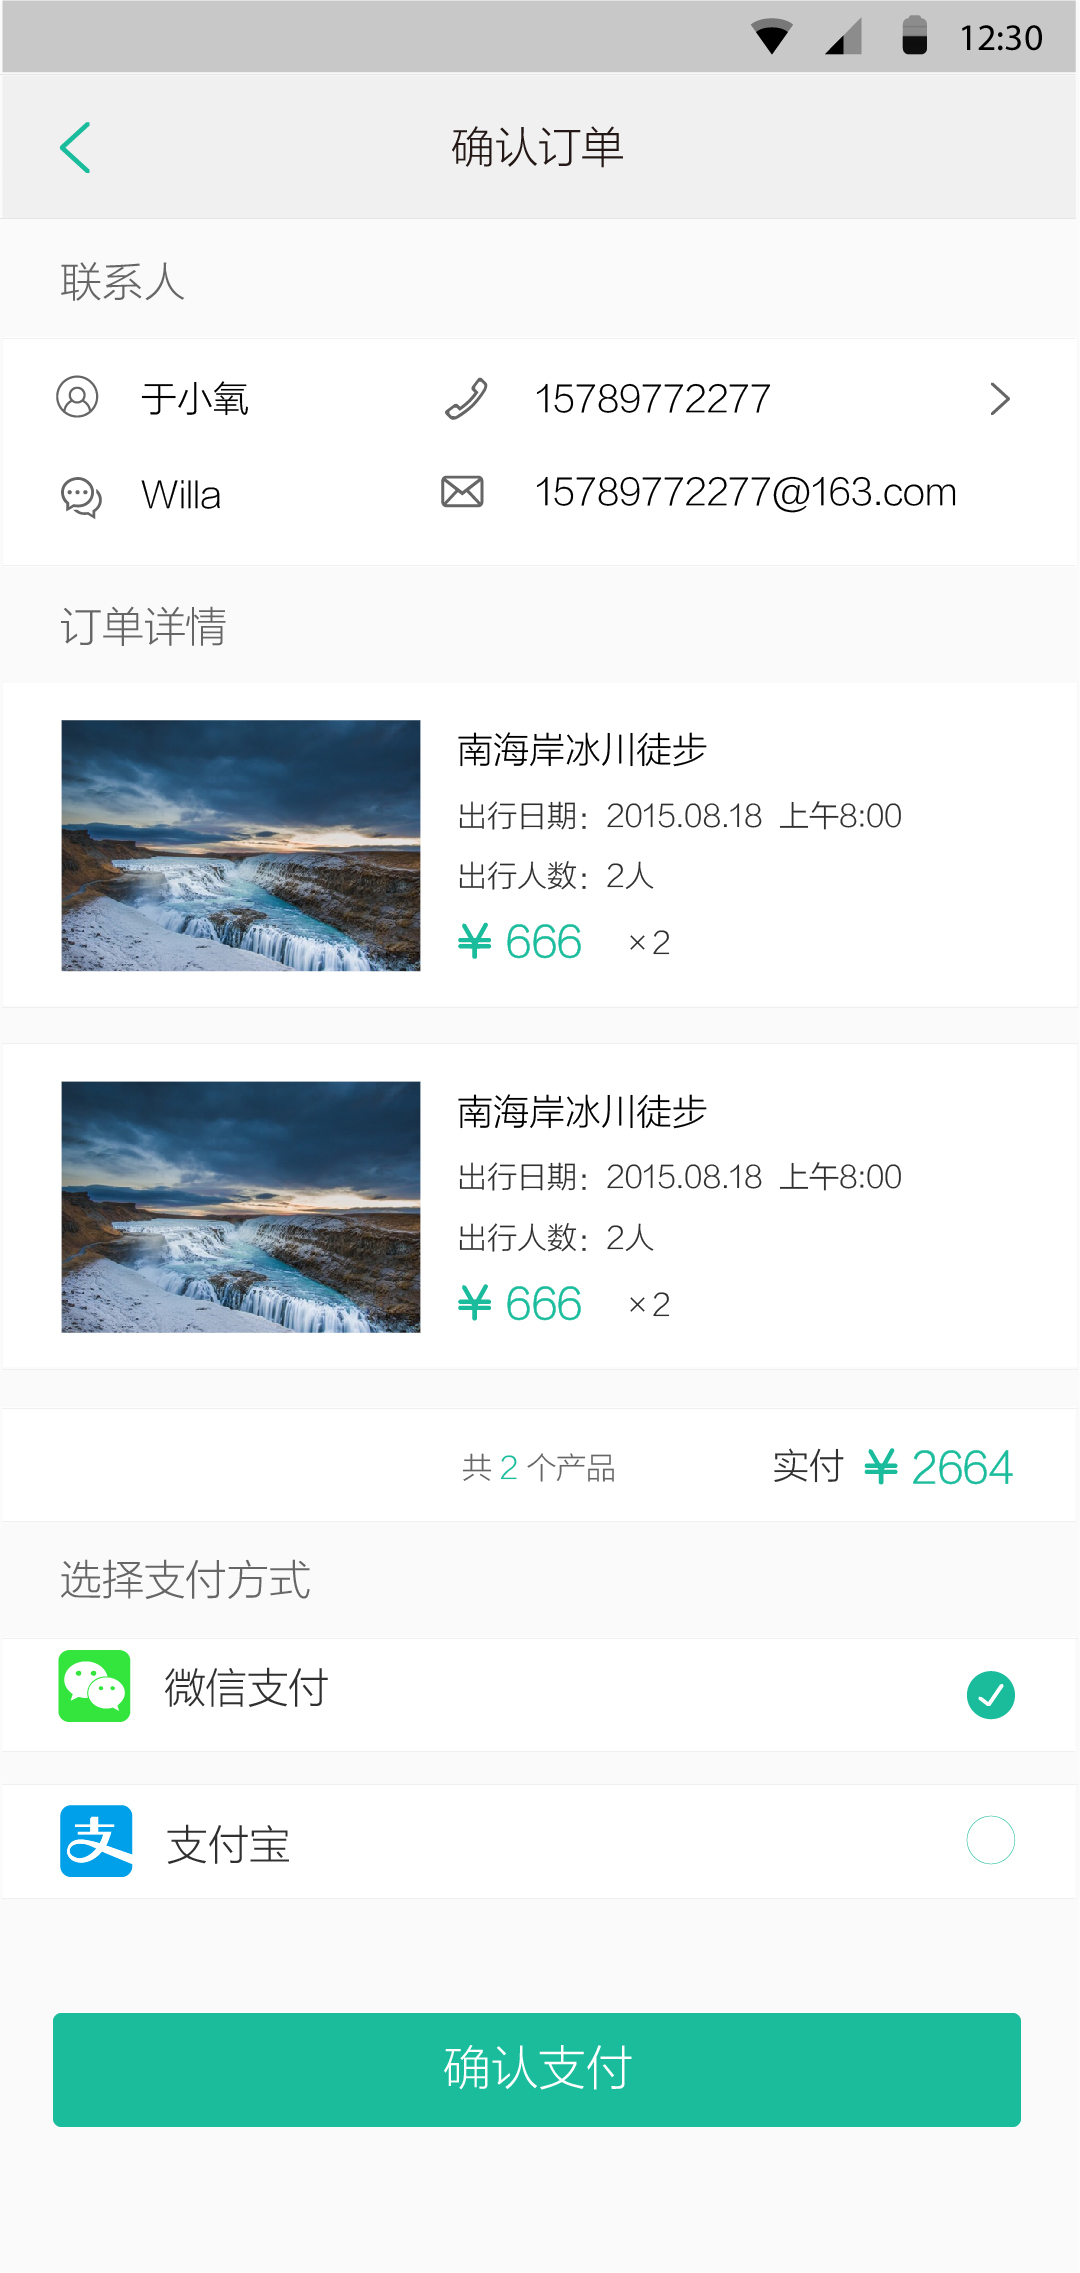 12:30
确认订单
联系人
于小氧 15789772277
Willa 15789772277@163.com
订单详情
南海岸冰川徒步
出行日期：2015.08.18 上午8:00
出行人数：2人
¥ 666 ×2
南海岸冰川徒步
出行日期：2015.08.18 上午8:00
出行人数：2人
¥ 666 ×2
共 2 个产品 实付 ¥ 2664
选择支付方式
微信支付
支 支付宝
确认支付